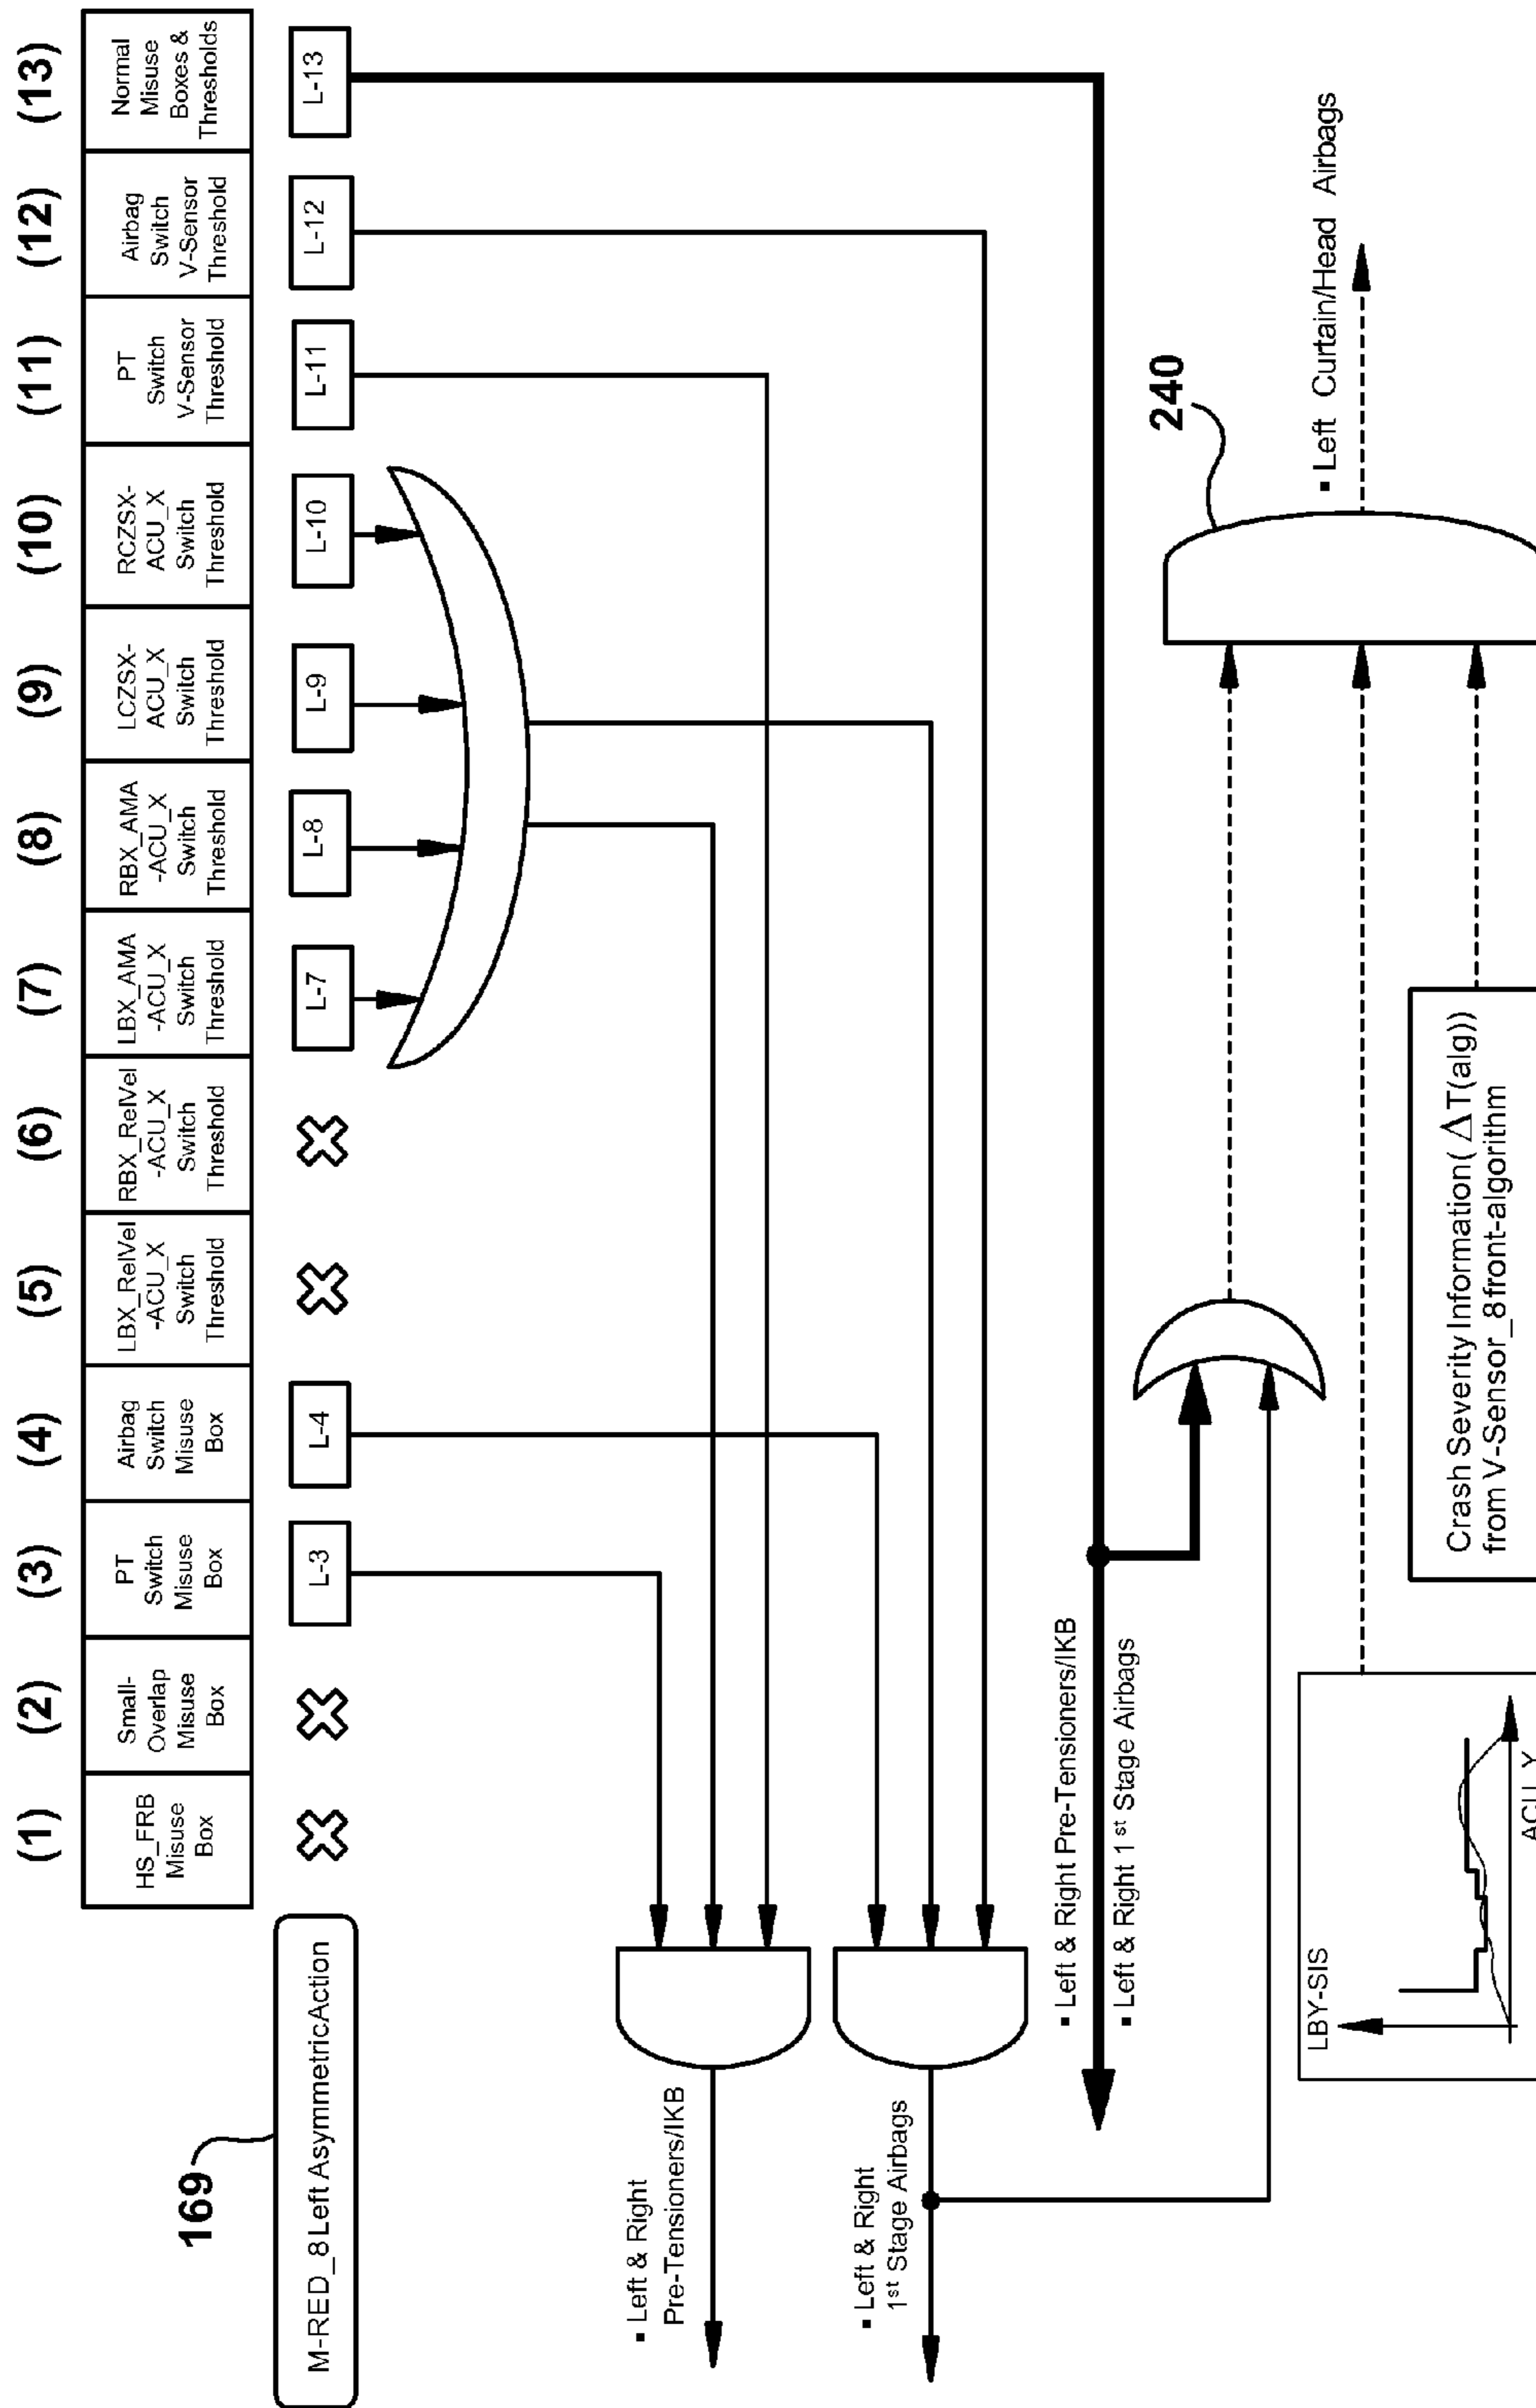 (1)
(2)
(3)
(4)
(5)
(6)
(7)
(8)
(9)
(10)
(11)
(12)
(13)
HS_FRB
Misuse
Box
Small-
Overlap
Misuse
Box
PT
Switch
Misuse
Box
Airbag
Switch
Misuse
Box
LBX_RelVel
-ACU_X
Switch
Threshold
RBX_RelVel
-ACU_X
Switch
Threshold
LBX_AMA
-ACU_X
Switch
Threshold
RBX_AMA
-ACU_X
Switch
Threshold
LCZSX-
ACU_X
Switch
Threshold
RCZSX-
ACU_X
Switch
Threshold
PT
Switch
V-Sensor
Threshold
Airbag
Switch
V-Sensor
Threshold
Normal
Misuse
Boxes &
Thresholds
169
M-RED_8 Left Asymmetric Action
L-3
L-4
L-7
L-8
L-9
L-10
L-11
L-12
L-13
▪ Left & Right
Pre-Tensioners/IKB
▪ Left & Right
1st Stage Airbags
▪ Left & Right Pre-Tensioners/IKB
▪ Left & Right 1st Stage Airbags
240
▪ Left Curtain/Head Airbags
LBY-SIS
ACU_Y
Crash Severity Information( ΔT(alg))
from V-Sensor_8 front-algorithm